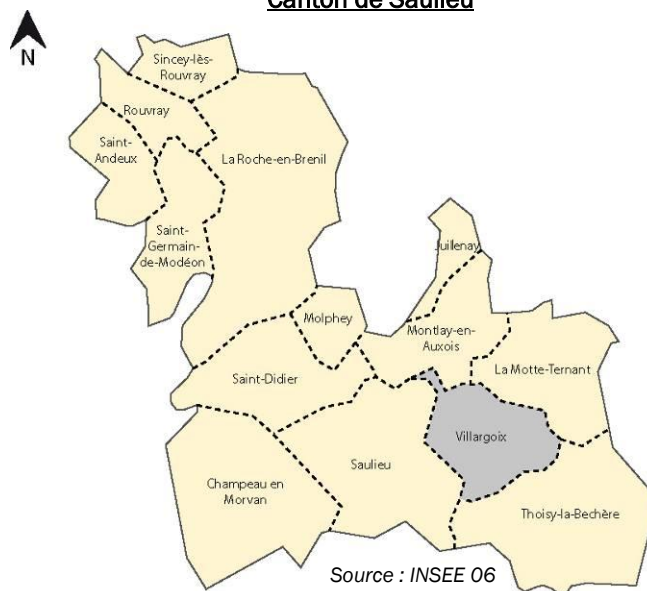 Canton de Saulieu
N
Sincey-lès-
Rouvray
Rouvray
Saint-
Andeux
La Roche-en-Brenil
Saint-
Germain-
de-Modéon
Juillenay
Molphey
Montlay-en-
Auxois
La Motte-Ternant
Saint-Didier
Villargoix
Saulieu
Champeau en
Morvan
Thoisy-la-Bechère
Source : INSEE 06